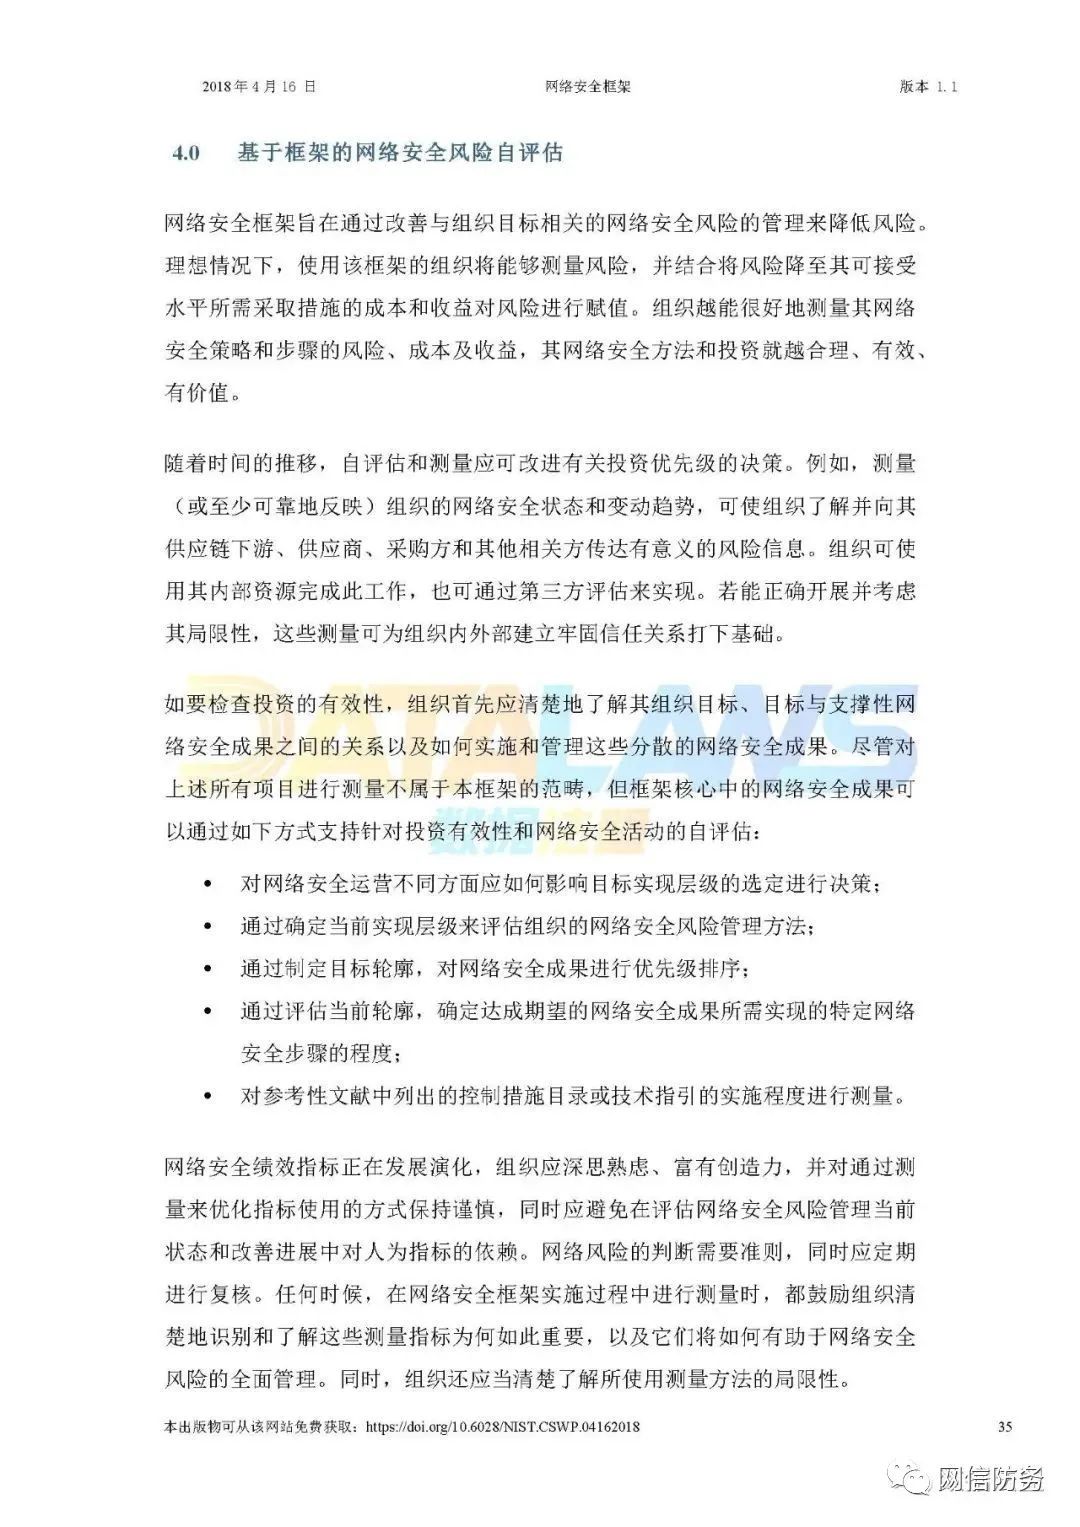 2018年4月16日 网络安全框架 版本 1.1
4.0 基于框架的网络安全风险自评估
网络安全框架旨在通过改善与组织目标相关的网络安全风险的管理来降低风险。
理想情况下，使用该框架的组织将能够测量风险，并结合将风险降至其可接受
水平所需采取措施的成本和收益对风险进行赋值。组织越能很好地测量其网络
安全策略和步骤的风险、成本及收益，其网络安全方法和投资就越合理、有效、
有价值。
随着时间的推移，自评估和测量应可改进有关投资优先级的决策。例如，测量
（或至少可靠地反映）组织的网络安全状态和变动趋势，可使组织了解并向其
供应链下游、供应商、采购方和其他相关方传达有意义的风险信息。组织可使
用其内部资源完成此工作，也可通过第三方评估来实现。若能正确开展并考虑
其局限性，这些测量可为组织内外部建立牢固信任关系打下基础。
DATALAWS
如要检查投资的有效性，组织首先应清楚地了解其组织目标、目标与支撑性网
络安全成果之间的关系以及如何实施和管理这些分散的网络安全成果。尽管对
上述所有项目进行测量不属于本框架的范畴，但框架核心中的网络安全成果可
以通过如下方式支持针对投资有效性和网络安全活动的自评估：
数据法盟
• 对网络安全运营不同方面应如何影响目标实现层级的选定进行决策；
• 通过确定当前实现层级来评估组织的网络安全风险管理方法；
• 通过制定目标轮廓，对网络安全成果进行优先级排序；
• 通过评估当前轮廓，确定达成期望的网络安全成果所需实现的特定网络
安全步骤的程度；
• 对参考性文献中列出的控制措施目录或技术指引的实施程度进行测量。
网络安全绩效指标正在发展演化，组织应深思熟虑、富有创造力，并对通过测
量来优化指标使用的方式保持谨慎，同时应避免在评估网络安全风险管理当前
状态和改善进展中对人为指标的依赖。网络风险的判断需要准则，同时应定期
进行复核。任何时候，在网络安全框架实施过程中进行测量时，都鼓励组织清
楚地识别和了解这些测量指标为何如此重要，以及它们将如何有助于网络安全
风险的全面管理。同时，组织还应当清楚了解所使用测量方法的局限性。
本出版物可从该网站免费获取：https://doi.org/10.6028/NIST.CSWP.04162018 35
网信防务